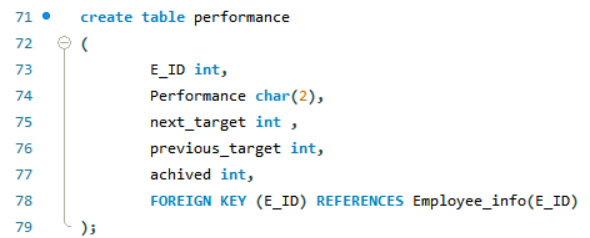 71 create table performance
72 (
73 E_ID int,
74 Performance char(2),
75 next_target int ,
76 previous_target int,
77 achived int,
78 FOREIGN KEY (E_ID) REFERENCES Employee_info(E_ID)
79 );